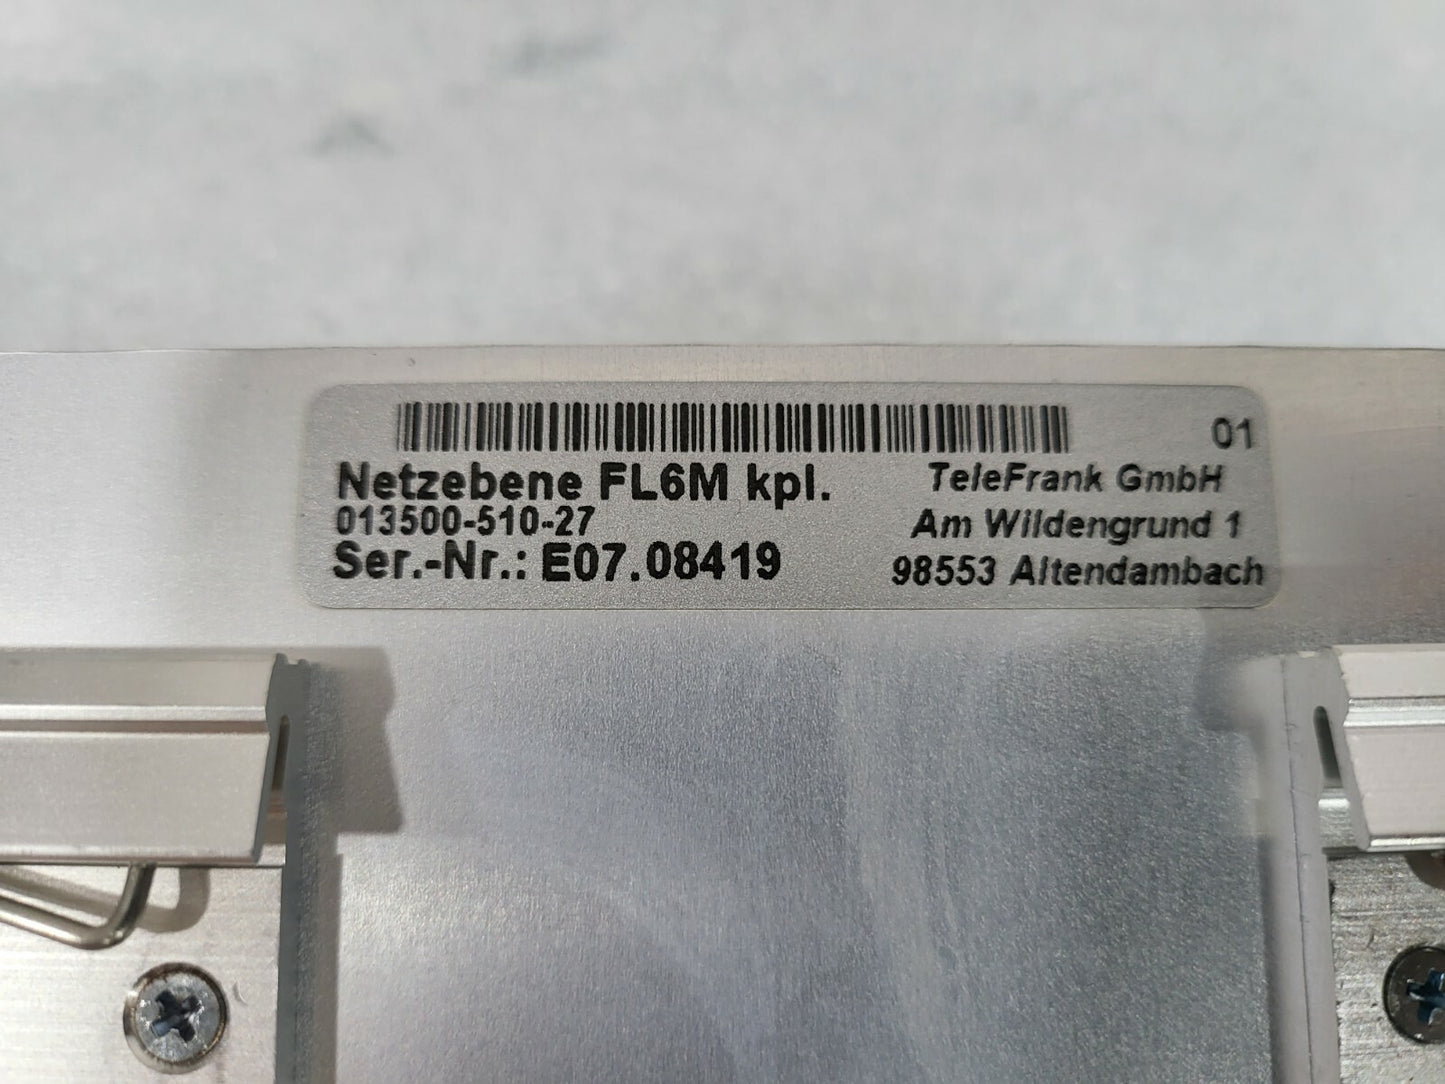 01
Netzebene FL6M kpl.
013500-510-27
Ser.-Nr.: E07.08419
TeleFrank GmbH
Am Wildengrund 1
98553 Altendambach